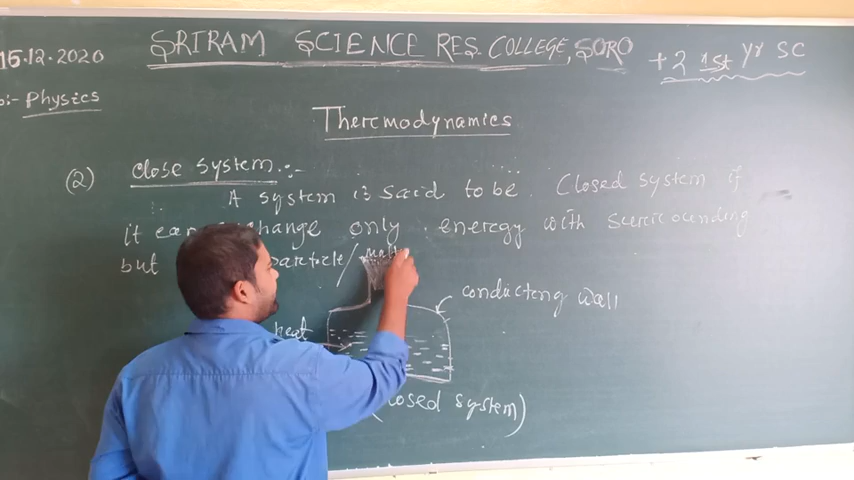 15.12.2020
SRIRAM SCIENCE RES. COLLEGE, SORO
+2 1st yr SC
:- Physics
Thermodynamics
(2) close system :-
A system is said to be Closed system if
it can exchange only energy with surrounding
but particle/
conducting wall
heat
closed system)